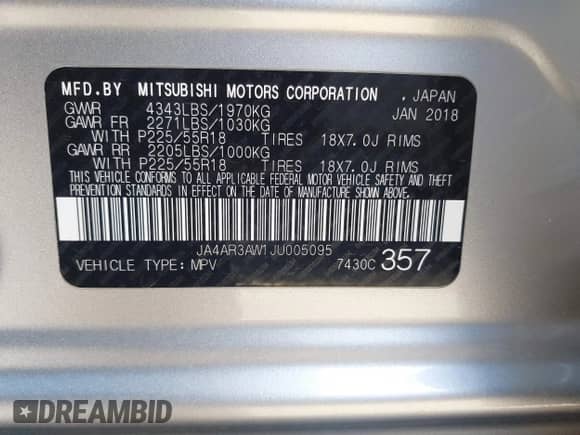 MFD.BY MITSUBISHI MOTORS CORPORATION . JAPAN
GVWR 4343LBS/1970KG JAN 2018
GAWR FR 2271LBS/1030KG
WITH P225/55R18 TIRES 18X7.0J RIMS
GAWR RR 2205LBS/1000KG
WITH P225/55R18 TIRES 18X7.0J RIMS
THIS VEHICLE CONFORMS TO ALL APPLICABLE FEDERAL MOTOR VEHICLE SAFETY AND THEFT
PREVENTION STANDARDS IN EFFECT ON THE DATE OF MANUFACTURE SHOWN ABOVE.
JA4AR3AW1JU005095
VEHICLE TYPE: MPV 7430C 357
DREAMBID